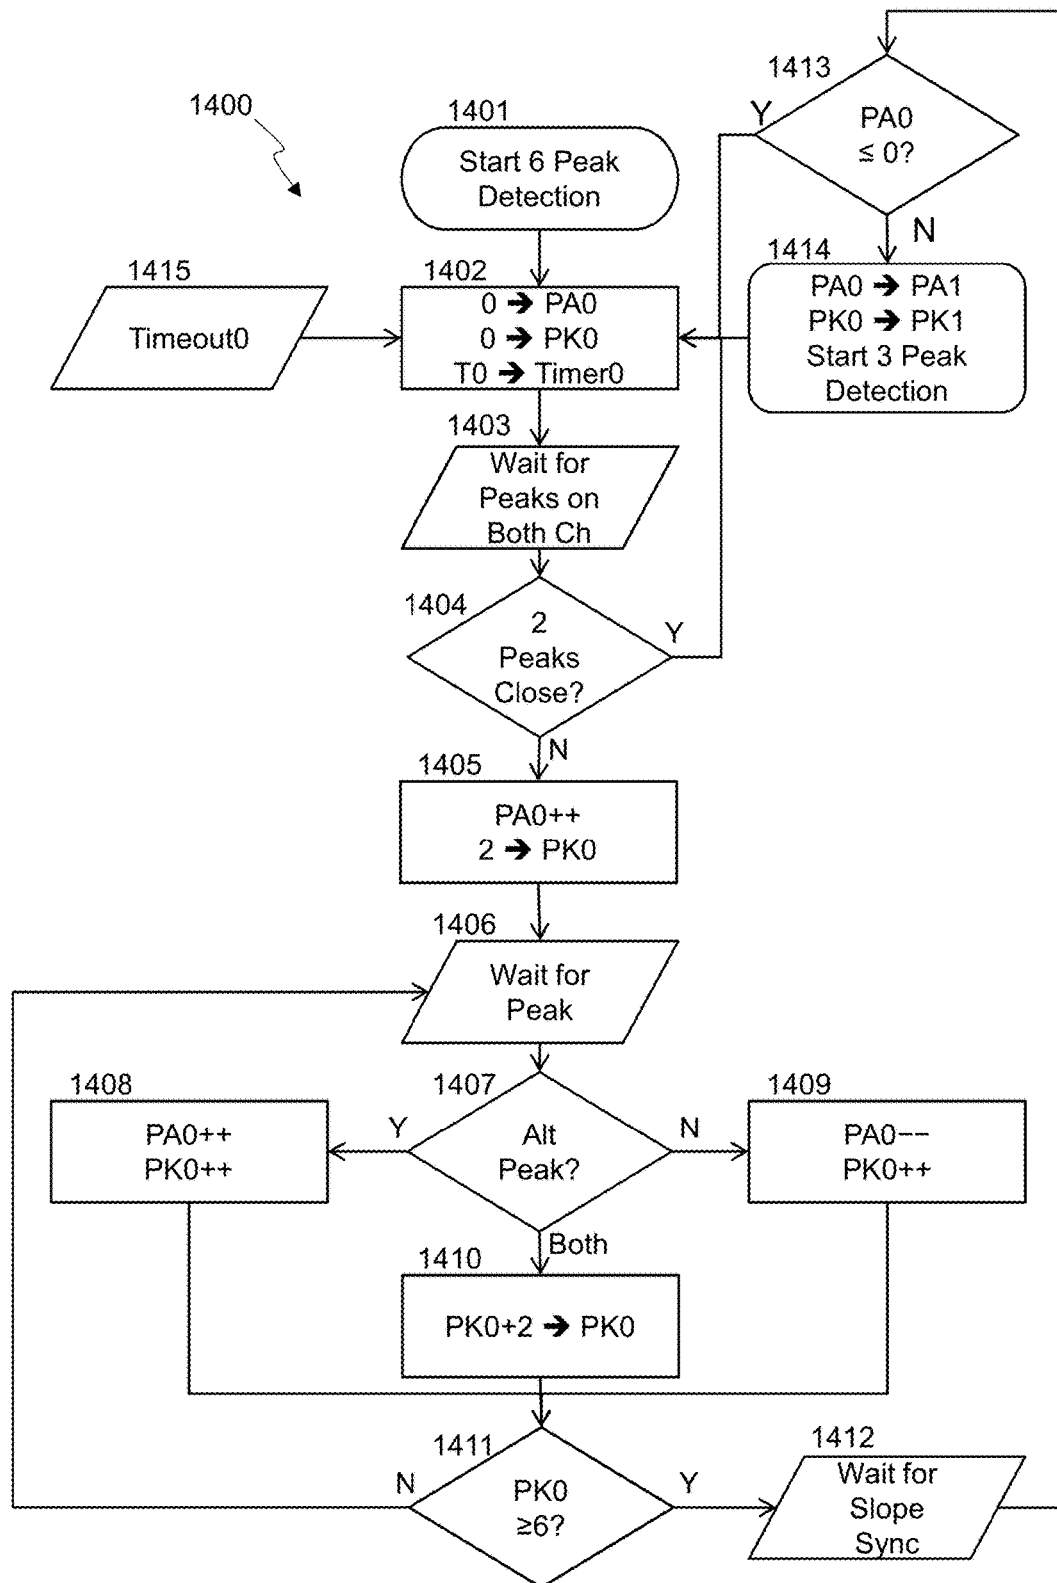 1400
1401
Start 6 Peak
Detection
1413
Y
PA0
≤ 0?
N
1415
Timeout0
1402
0 ➔ PA0
0 ➔ PK0
T0 ➔ Timer0
1414
PA0 ➔ PA1
PK0 ➔ PK1
Start 3 Peak
Detection
1403
Wait for
Peaks on
Both Ch
1404
2
Peaks
Close?
Y
N
1405
PA0++
2 ➔ PK0
1406
Wait for
Peak
1407
Alt
Peak?
Y
N
Both
1408
PA0++
PK0++
1409
PA0−−
PK0++
1410
PK0+2 ➔ PK0
1411
PK0
≥6?
N
Y
1412
Wait for
Slope
Sync